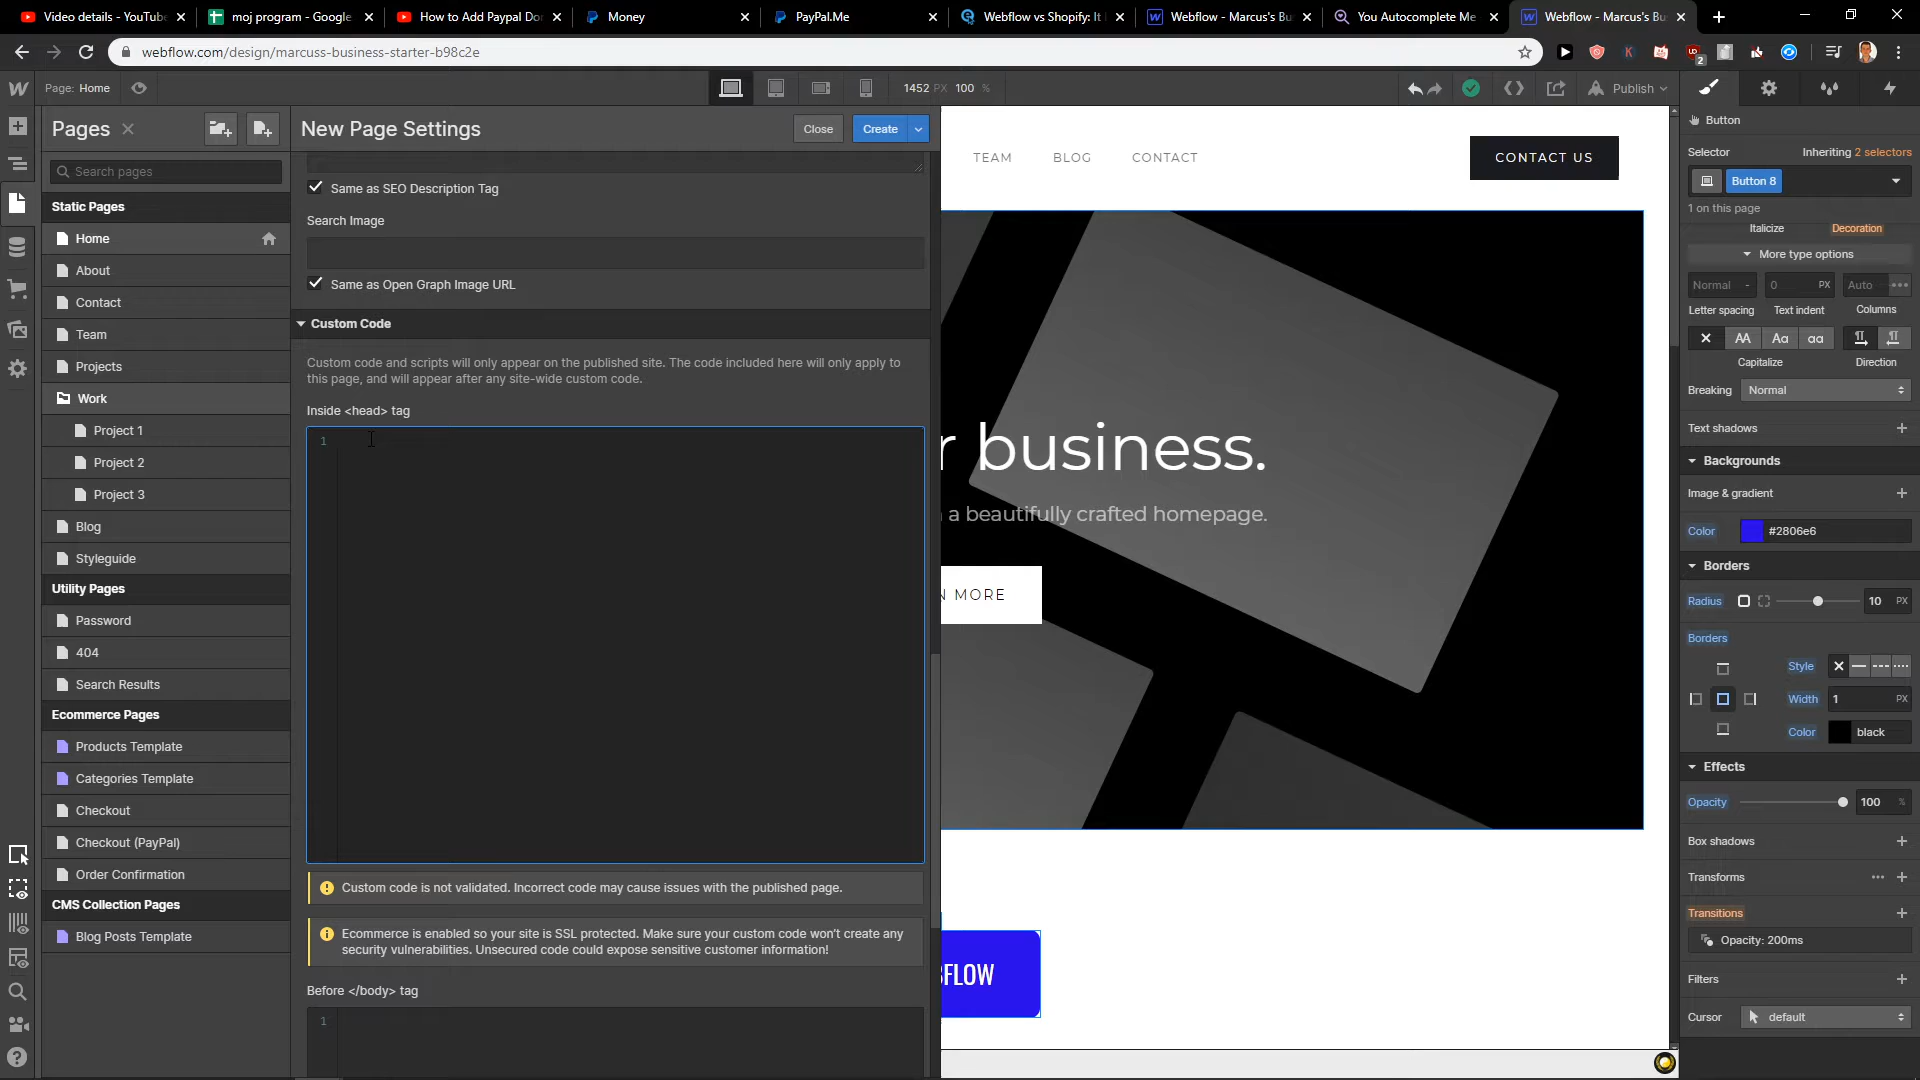 Video details - YouTube
moj program - Google
How to Add Paypal Do
Money
PayPal.Me
Webflow vs Shopify: It
Webflow - Marcus's Bu
You Autocomplete Me
Webflow - Marcus's Bu
webflow.com/design/marcuss-business-starter-b98c2e
Page: Home
1452 PX 100 %
Publish
Pages
New Page Settings
Close
Create
Search pages
Static Pages
Home
About
Contact
Team
Projects
Work
Project 1
Project 2
Project 3
Blog
Styleguide
Utility Pages
Password
404
Search Results
Ecommerce Pages
Products Template
Categories Template
Checkout
Checkout (PayPal)
Order Confirmation
CMS Collection Pages
Blog Posts Template
Same as SEO Description Tag
Search Image
Same as Open Graph Image URL
Custom Code
Custom code and scripts will only appear on the published site. The code included here will only apply to
this page, and will appear after any site-wide custom code.
Inside <head> tag
1
Custom code is not validated. Incorrect code may cause issues with the published page.
Ecommerce is enabled so your site is SSL protected. Make sure your custom code won't create any
security vulnerabilities. Unsecured code could expose sensitive customer information!
Before </body> tag
1
TEAM
BLOG
CONTACT
CONTACT US
r business.
a beautifully crafted homepage.
N MORE
FLOW
Button
Selector
Inheriting 2 selectors
Button 8
1 on this page
Italicize
Decoration
More type options
Normal
0 PX
Auto
Letter spacing
Text indent
Columns
AA
Aa
aa
Capitalize
Direction
Breaking
Normal
Text shadows
Backgrounds
Image & gradient
Color
#2806e6
Borders
Radius
10 PX
Borders
Style
Width
1 PX
Color
black
Effects
Opacity
100 %
Box shadows
Transforms
Transitions
Opacity: 200ms
Filters
Cursor
default